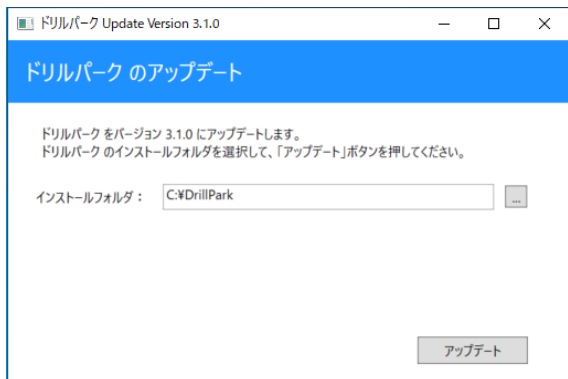 ドリルパーク Update Version 3.1.0
ドリルパーク のアップデート
ドリルパーク をバージョン 3.1.0 にアップデートします。
ドリルパーク のインストールフォルダを選択して、「アップデート」ボタンを押してください。
インストールフォルダ： C:¥DrillPark ...
アップデート